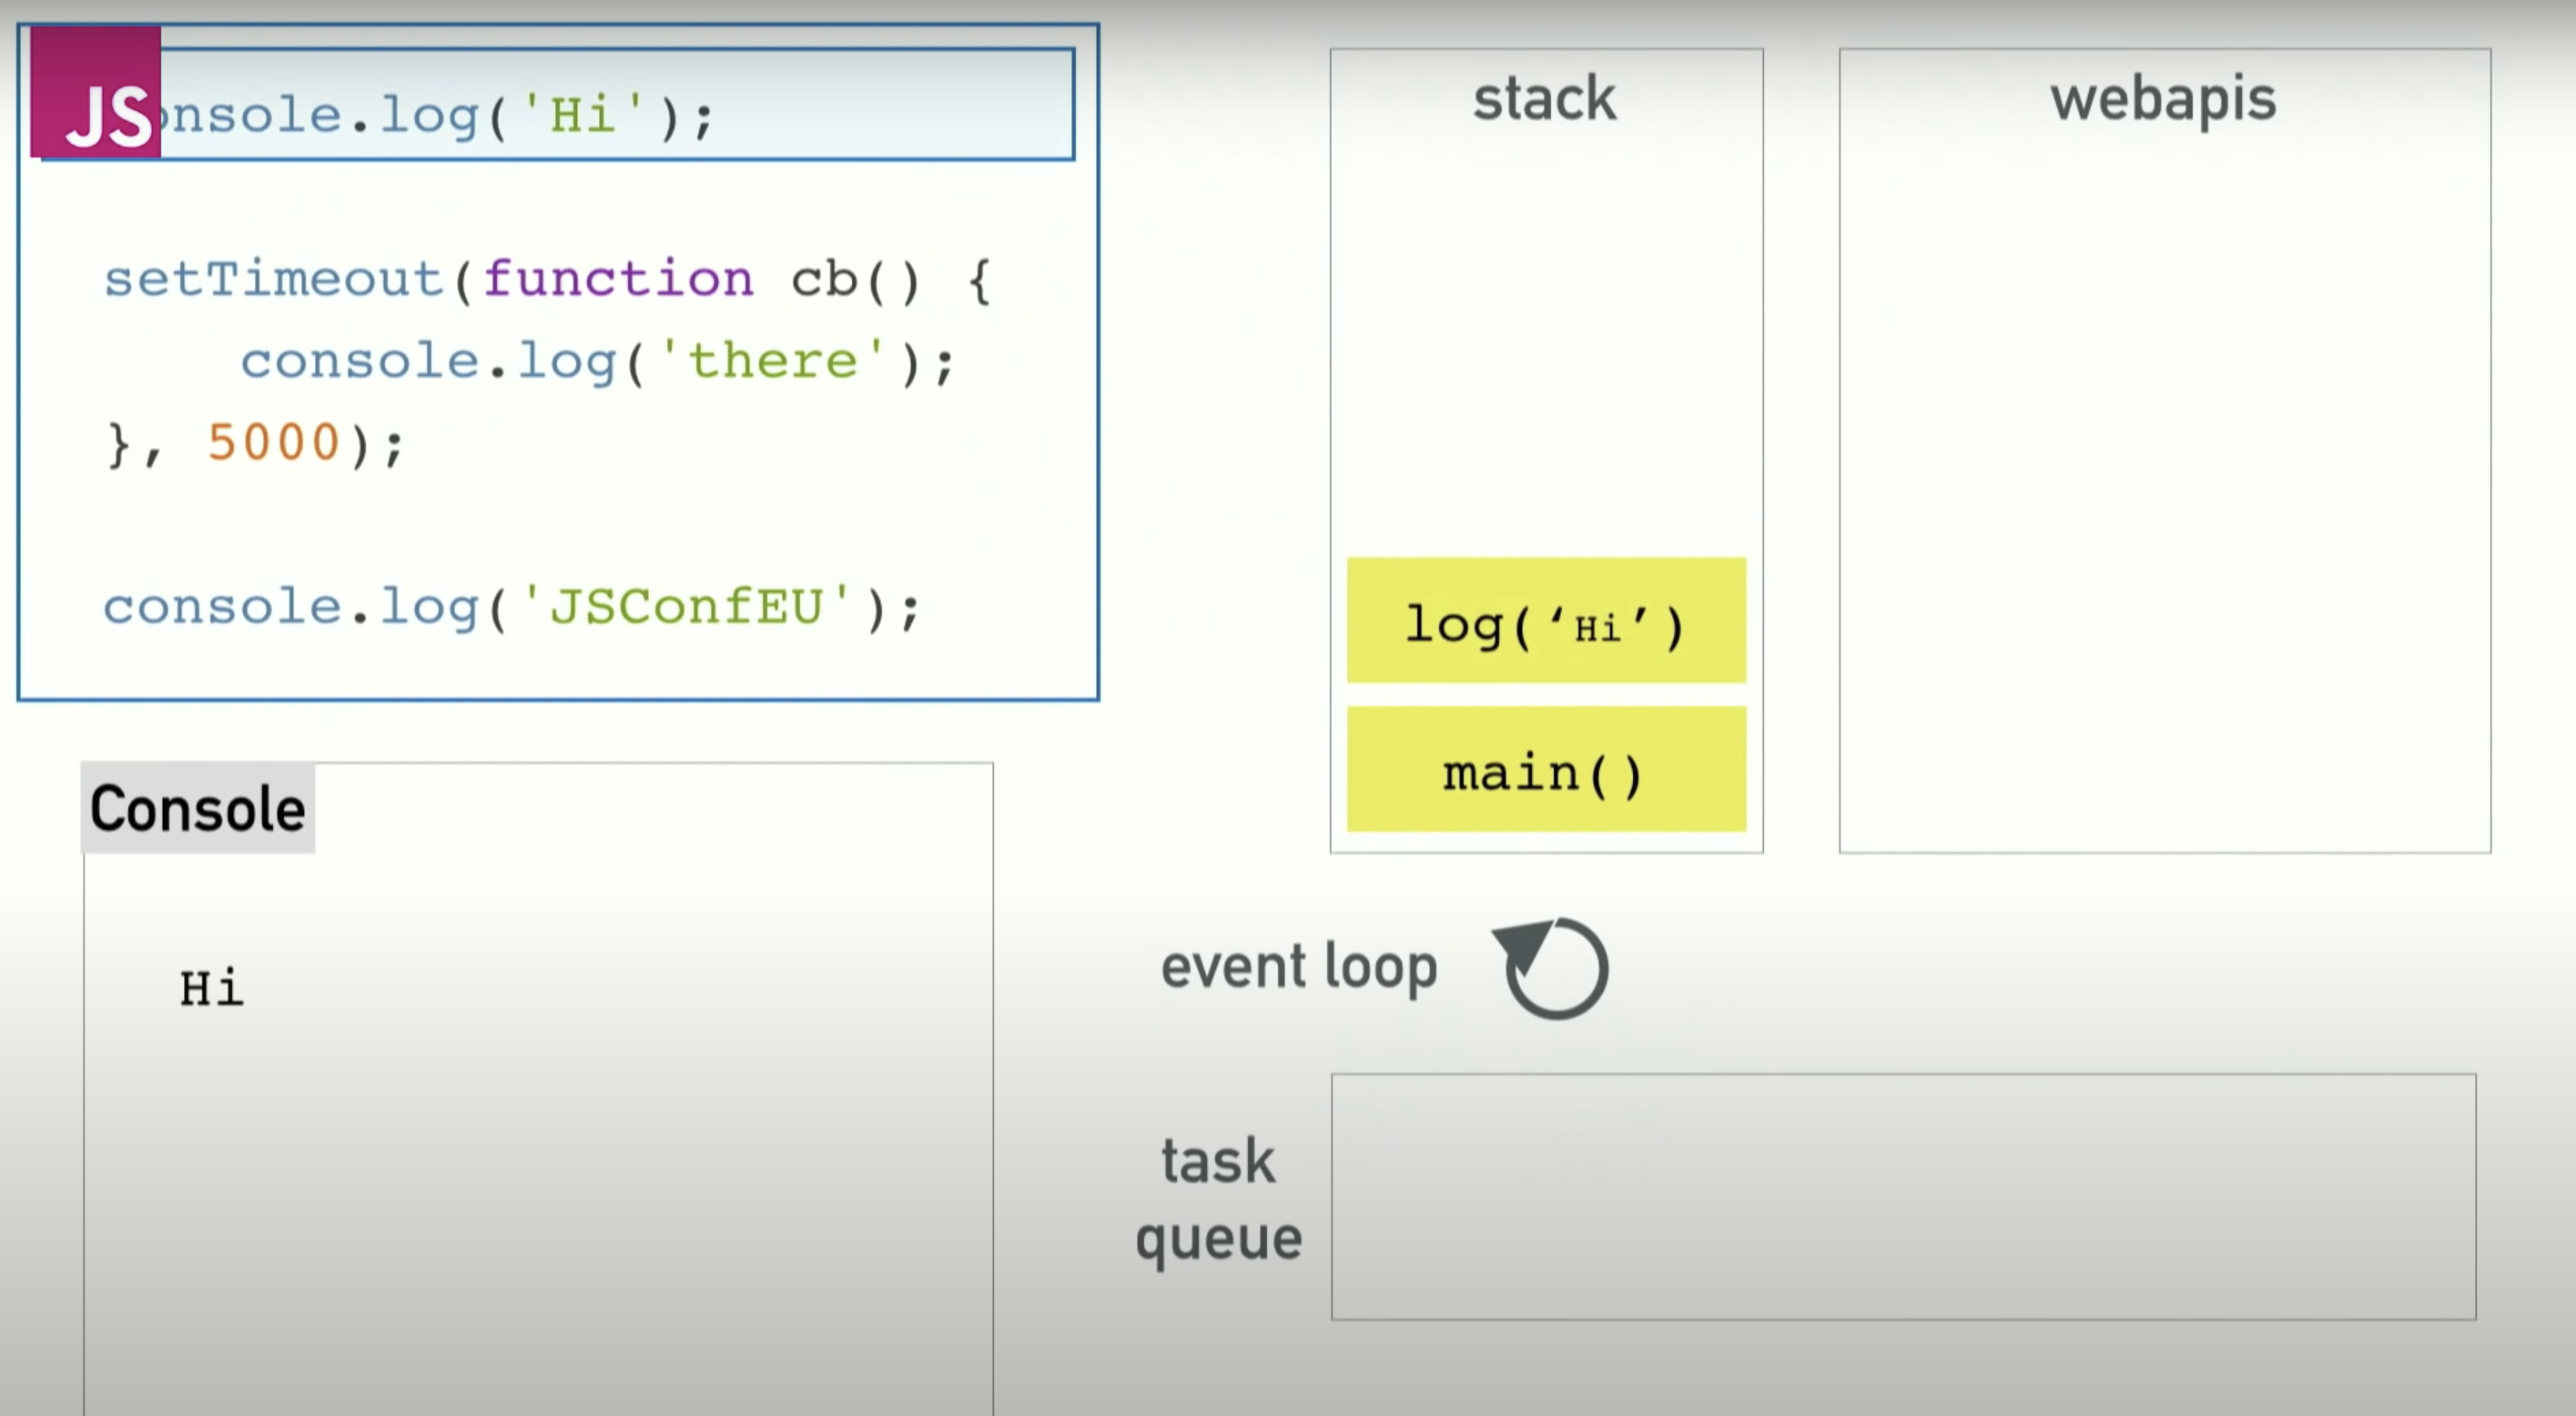 JS
onsole.log('Hi');
setTimeout(function cb() {
console.log('there');
}, 5000);
console.log('JSConfEU');
Console
Hi
stack
log(‘Hi’)
main()
webapis
event loop
task
queue